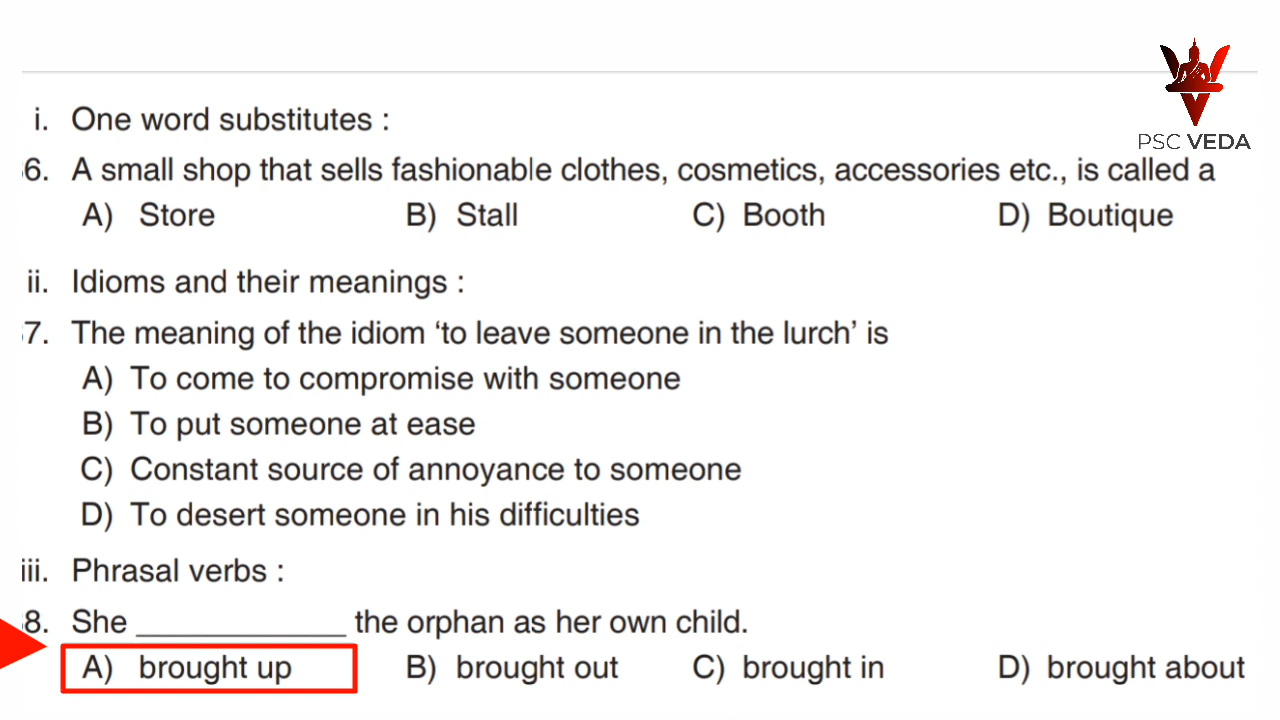 PSC VEDA
i. One word substitutes :
6. A small shop that sells fashionable clothes, cosmetics, accessories etc., is called a
A) Store B) Stall C) Booth D) Boutique
ii. Idioms and their meanings :
7. The meaning of the idiom ‘to leave someone in the lurch’ is
A) To come to compromise with someone
B) To put someone at ease
C) Constant source of annoyance to someone
D) To desert someone in his difficulties
iii. Phrasal verbs :
8. She ____________ the orphan as her own child.
A) brought up B) brought out C) brought in D) brought about